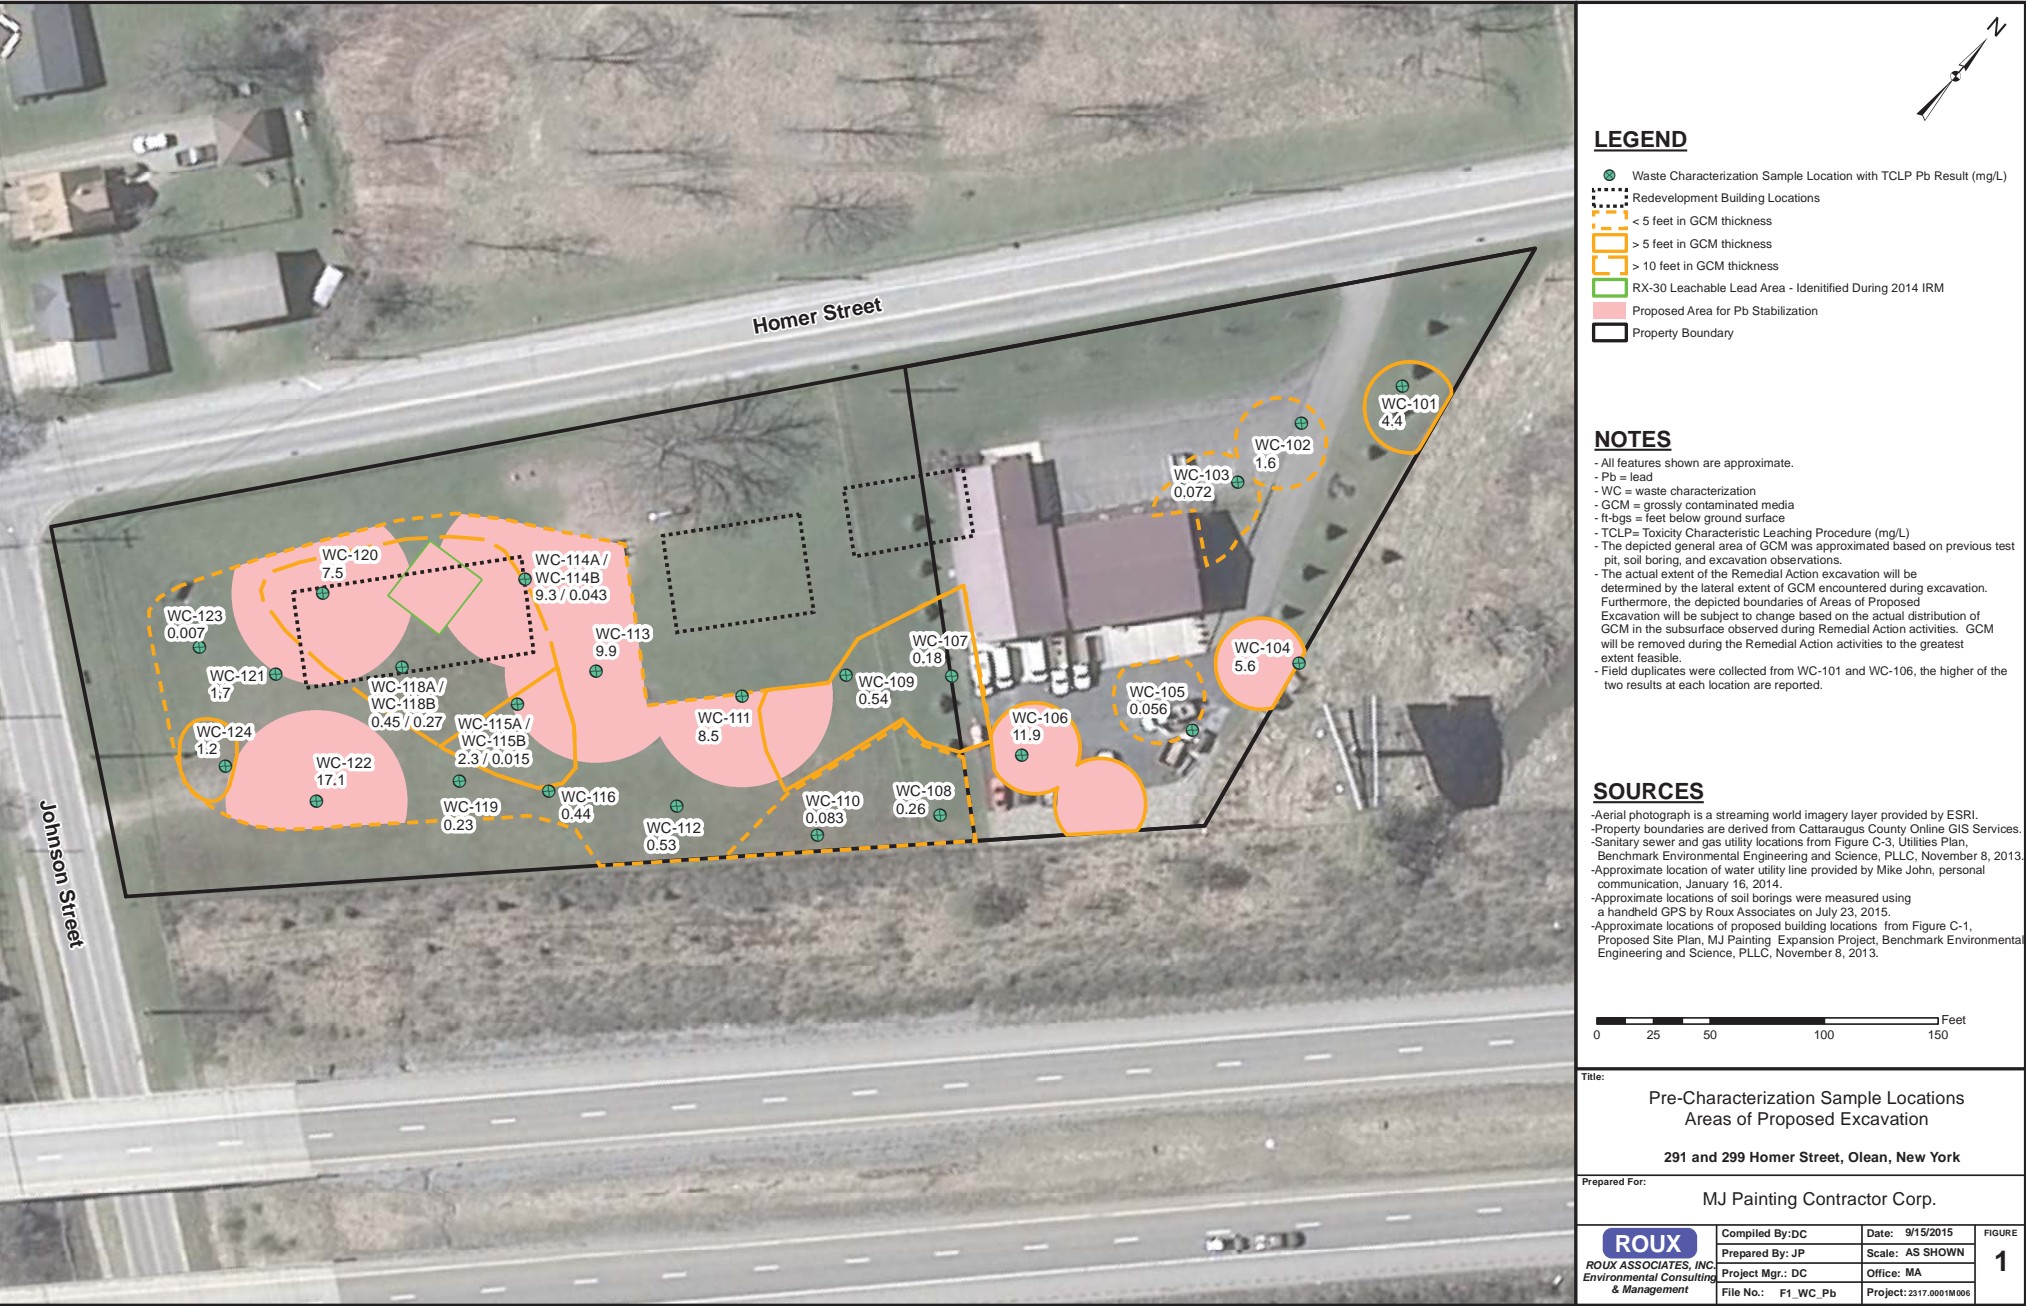 N
LEGEND
Waste Characterization Sample Location with TCLP Pb Result (mg/L)
Redevelopment Building Locations
< 5 feet in GCM thickness
> 5 feet in GCM thickness
> 10 feet in GCM thickness
RX-30 Leachable Lead Area - Idenitified During 2014 IRM
Proposed Area for Pb Stabilization
Property Boundary
NOTES
- All features shown are approximate.
- Pb = lead
- WC = waste characterization
- GCM = grossly contaminated media
- ft-bgs = feet below ground surface
- TCLP= Toxicity Characteristic Leaching Procedure (mg/L)
- The depicted general area of GCM was approximated based on previous test
pit, soil boring, and excavation observations.
- The actual extent of the Remedial Action excavation will be
determined by the lateral extent of GCM encountered during excavation.
Furthermore, the depicted boundaries of Areas of Proposed
Excavation will be subject to change based on the actual distribution of
GCM in the subsurface observed during Remedial Action activities. GCM
will be removed during the Remedial Action activities to the greatest
extent feasible.
- Field duplicates were collected from WC-101 and WC-106, the higher of the
two results at each location are reported.
SOURCES
-Aerial photograph is a streaming world imagery layer provided by ESRI.
-Property boundaries are derived from Cattaraugus County Online GIS Services.
-Sanitary sewer and gas utility locations from Figure C-3, Utilities Plan,
Benchmark Environmental Engineering and Science, PLLC, November 8, 2013.
-Approximate location of water utility line provided by Mike John, personal
communication, January 16, 2014.
-Approximate locations of soil borings were measured using
a handheld GPS by Roux Associates on July 23, 2015.
-Approximate locations of proposed building locations from Figure C-1,
Proposed Site Plan, MJ Painting Expansion Project, Benchmark Environmental
Engineering and Science, PLLC, November 8, 2013.
Feet
0 25 50 100 150
Title:
Pre-Characterization Sample Locations
Areas of Proposed Excavation
291 and 299 Homer Street, Olean, New York
Prepared For:
MJ Painting Contractor Corp.
ROUX
ROUX ASSOCIATES, INC.
Environmental Consulting
& Management
Compiled By:DC
Date: 9/15/2015
Prepared By: JP
Scale: AS SHOWN
Project Mgr.: DC
Office: MA
File No.: F1_WC_Pb
Project: 2317.0001M006
FIGURE
1
Homer Street
Johnson Street
WC-101
4.4
WC-102
1.6
WC-103
0.072
WC-104
5.6
WC-105
0.056
WC-106
11.9
WC-107
0.18
WC-108
0.26
WC-109
0.54
WC-110
0.083
WC-111
8.5
WC-112
0.53
WC-113
9.9
WC-114A /
WC-114B
9.3 / 0.043
WC-115A /
WC-115B
2.3 / 0.015
WC-116
0.44
WC-118A /
WC-118B
0.45 / 0.27
WC-119
0.23
WC-120
7.5
WC-121
1.7
WC-122
17.1
WC-123
0.007
WC-124
1.2